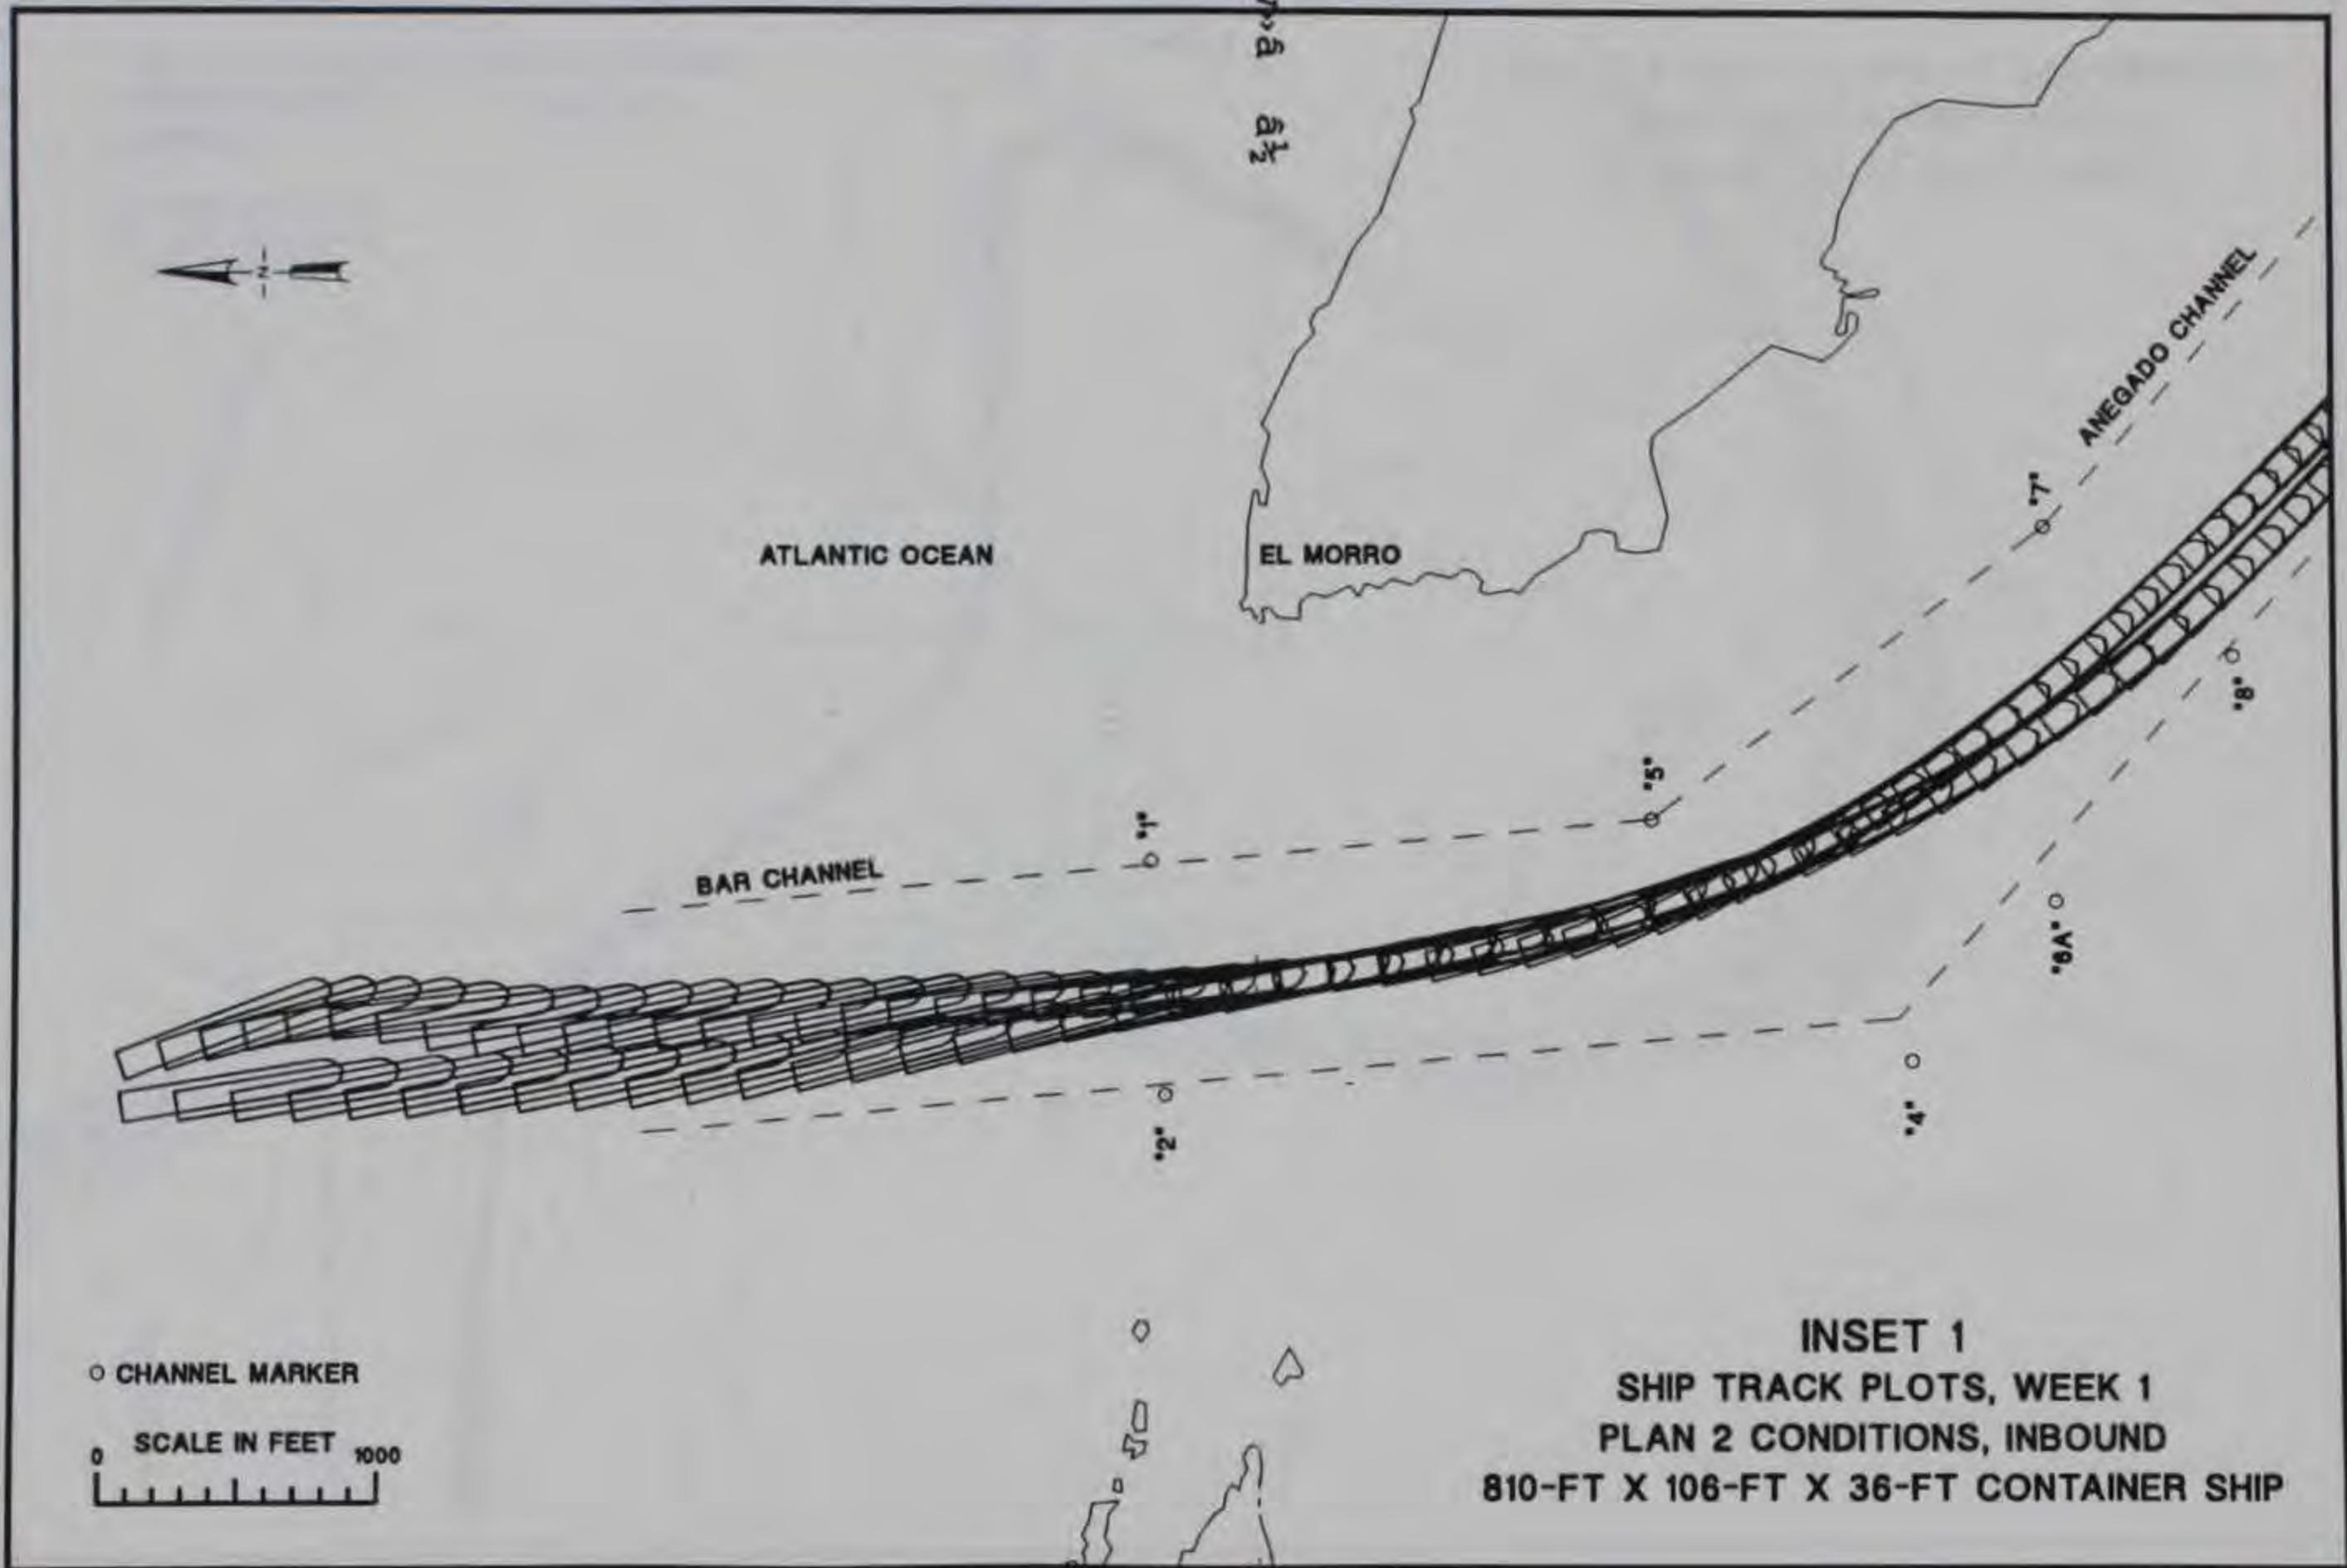 »â â½
N
ATLANTIC OCEAN
EL MORRO
ANEGADO CHANNEL
"7"
"5"
"1"
BAR CHANNEL
"8"
"6A"
"4"
"2"
CHANNEL MARKER
SCALE IN FEET
0 1000
INSET 1
SHIP TRACK PLOTS, WEEK 1
PLAN 2 CONDITIONS, INBOUND
810-FT X 106-FT X 36-FT CONTAINER SHIP